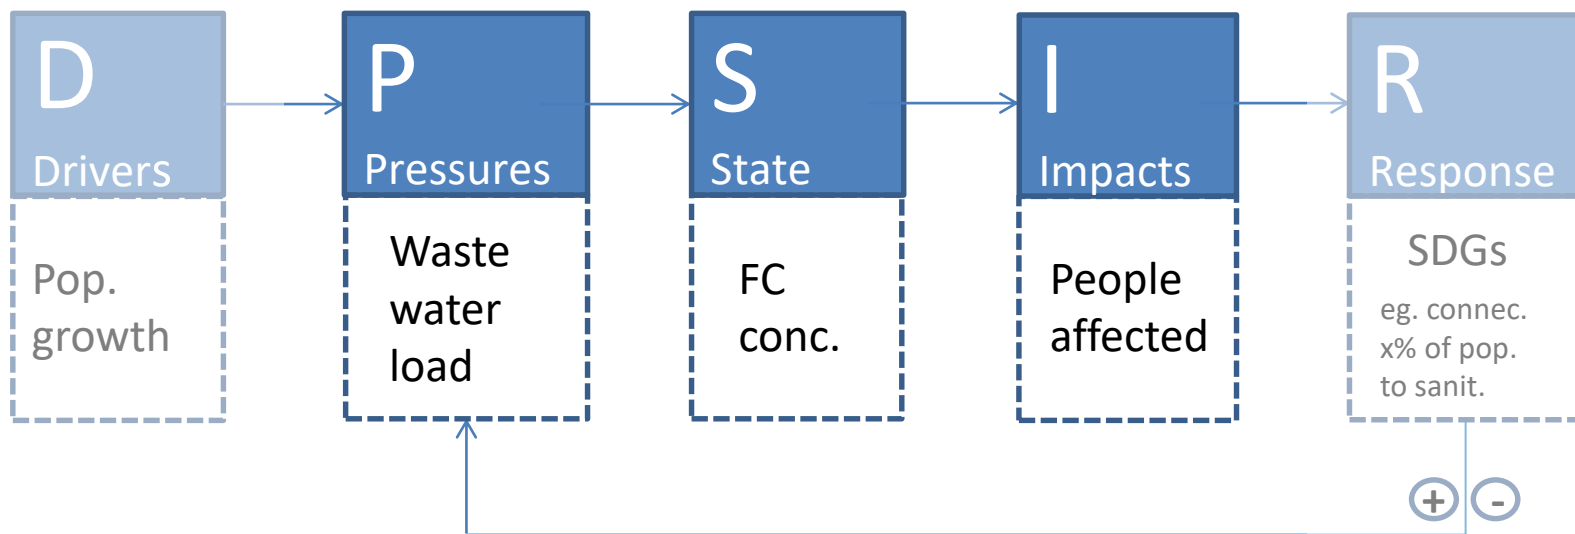 D
Drivers
Pop.
growth
P
Pressures
Waste
water
load
S
State
FC
conc.
I
Impacts
People
affected
R
Response
SDGs
eg. connec.
x% of pop.
to sanit.
+ -